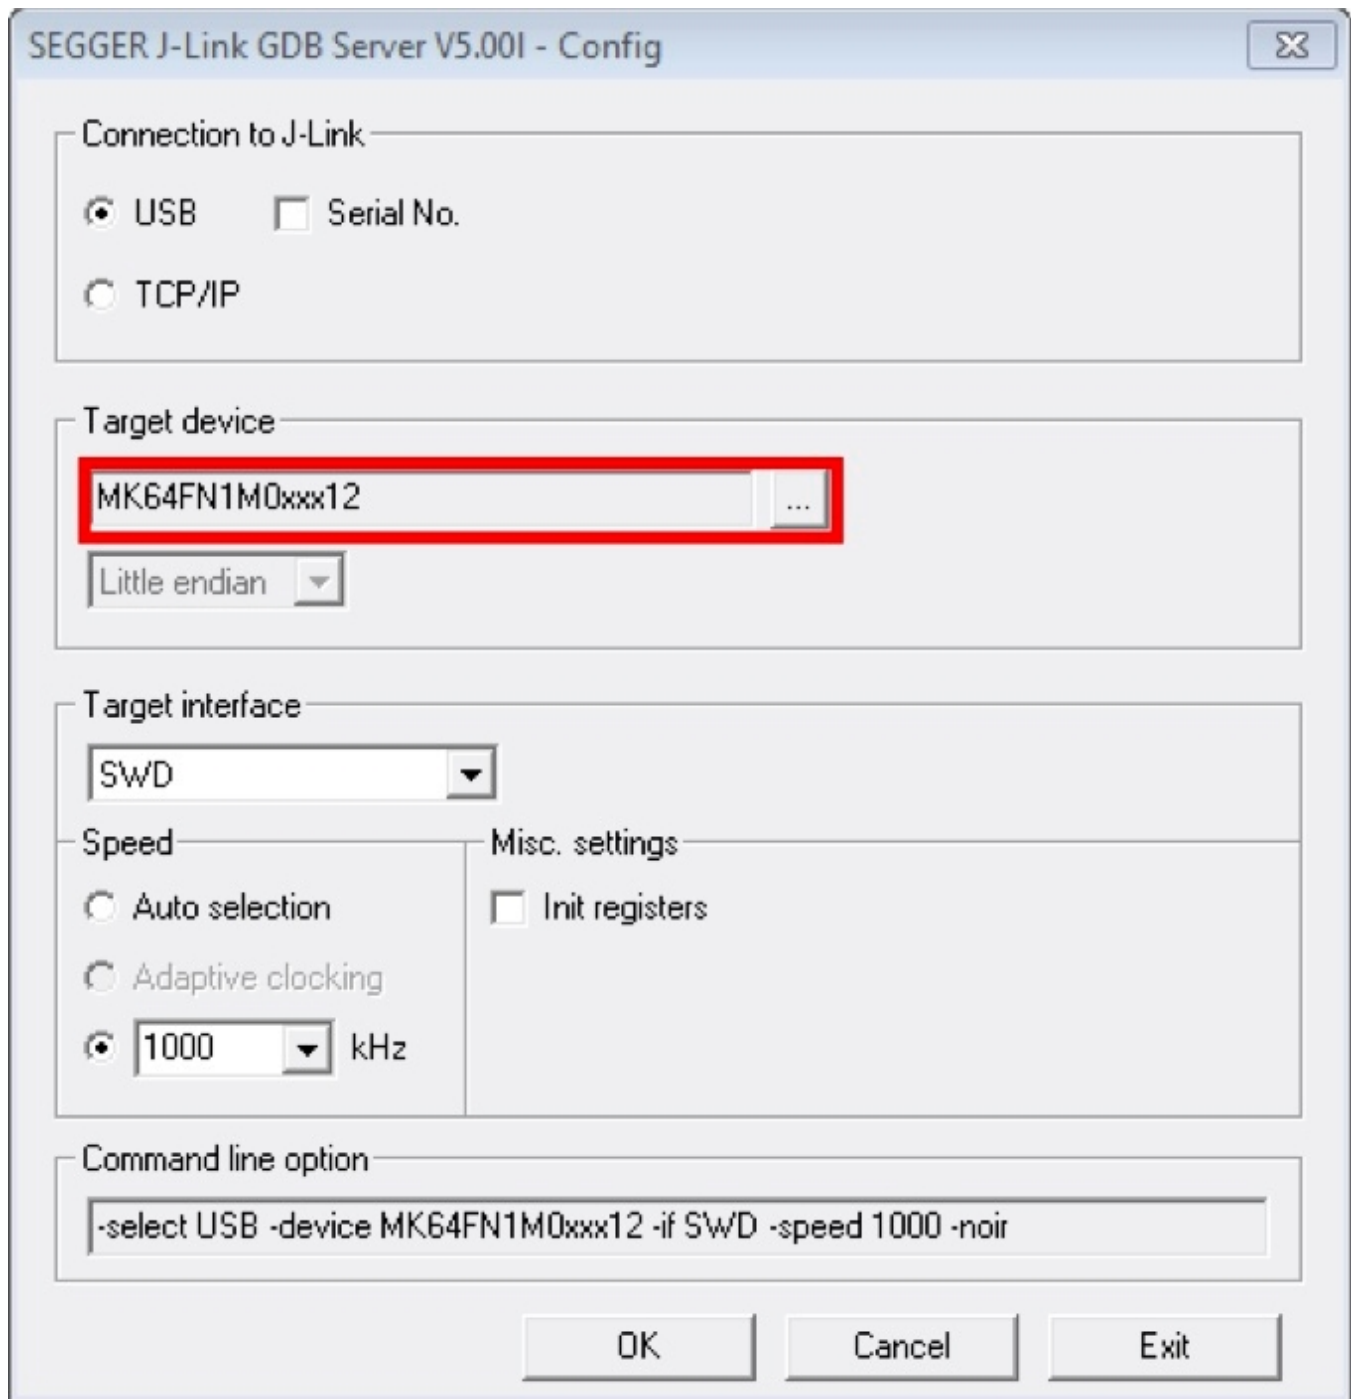 SEGGER J-Link GDB Server V5.00l - Config
Connection to J-Link
USB Serial No.
TCP/IP
Target device
MK64FN1M0xxx12 ...
Little endian
Target interface
SWD
Speed Misc. settings
Auto selection Init registers
Adaptive clocking
1000 kHz
Command line option
-select USB -device MK64FN1M0xxx12 -if SWD -speed 1000 -noir
OK Cancel Exit